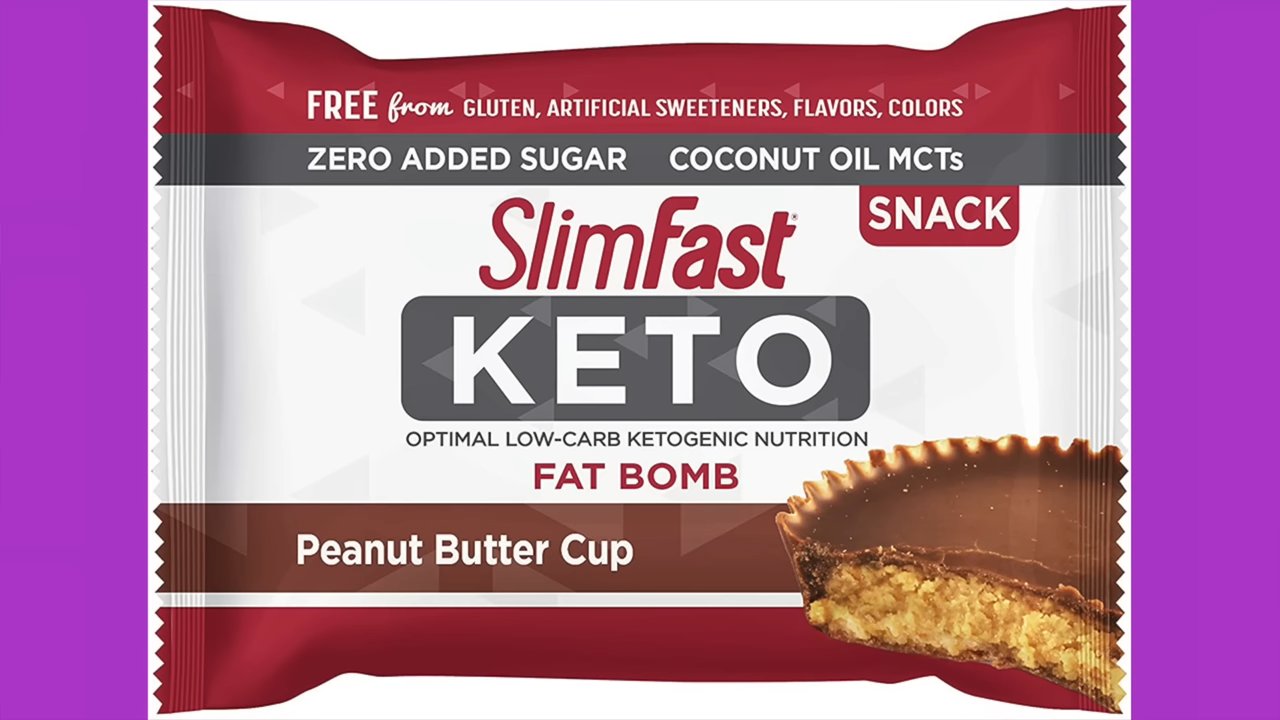 FREE from GLUTEN, ARTIFICIAL SWEETENERS, FLAVORS, COLORS
ZERO ADDED SUGAR COCONUT OIL MCTs
SNACK
SlimFast®
KETO
OPTIMAL LOW-CARB KETOGENIC NUTRITION
FAT BOMB
Peanut Butter Cup